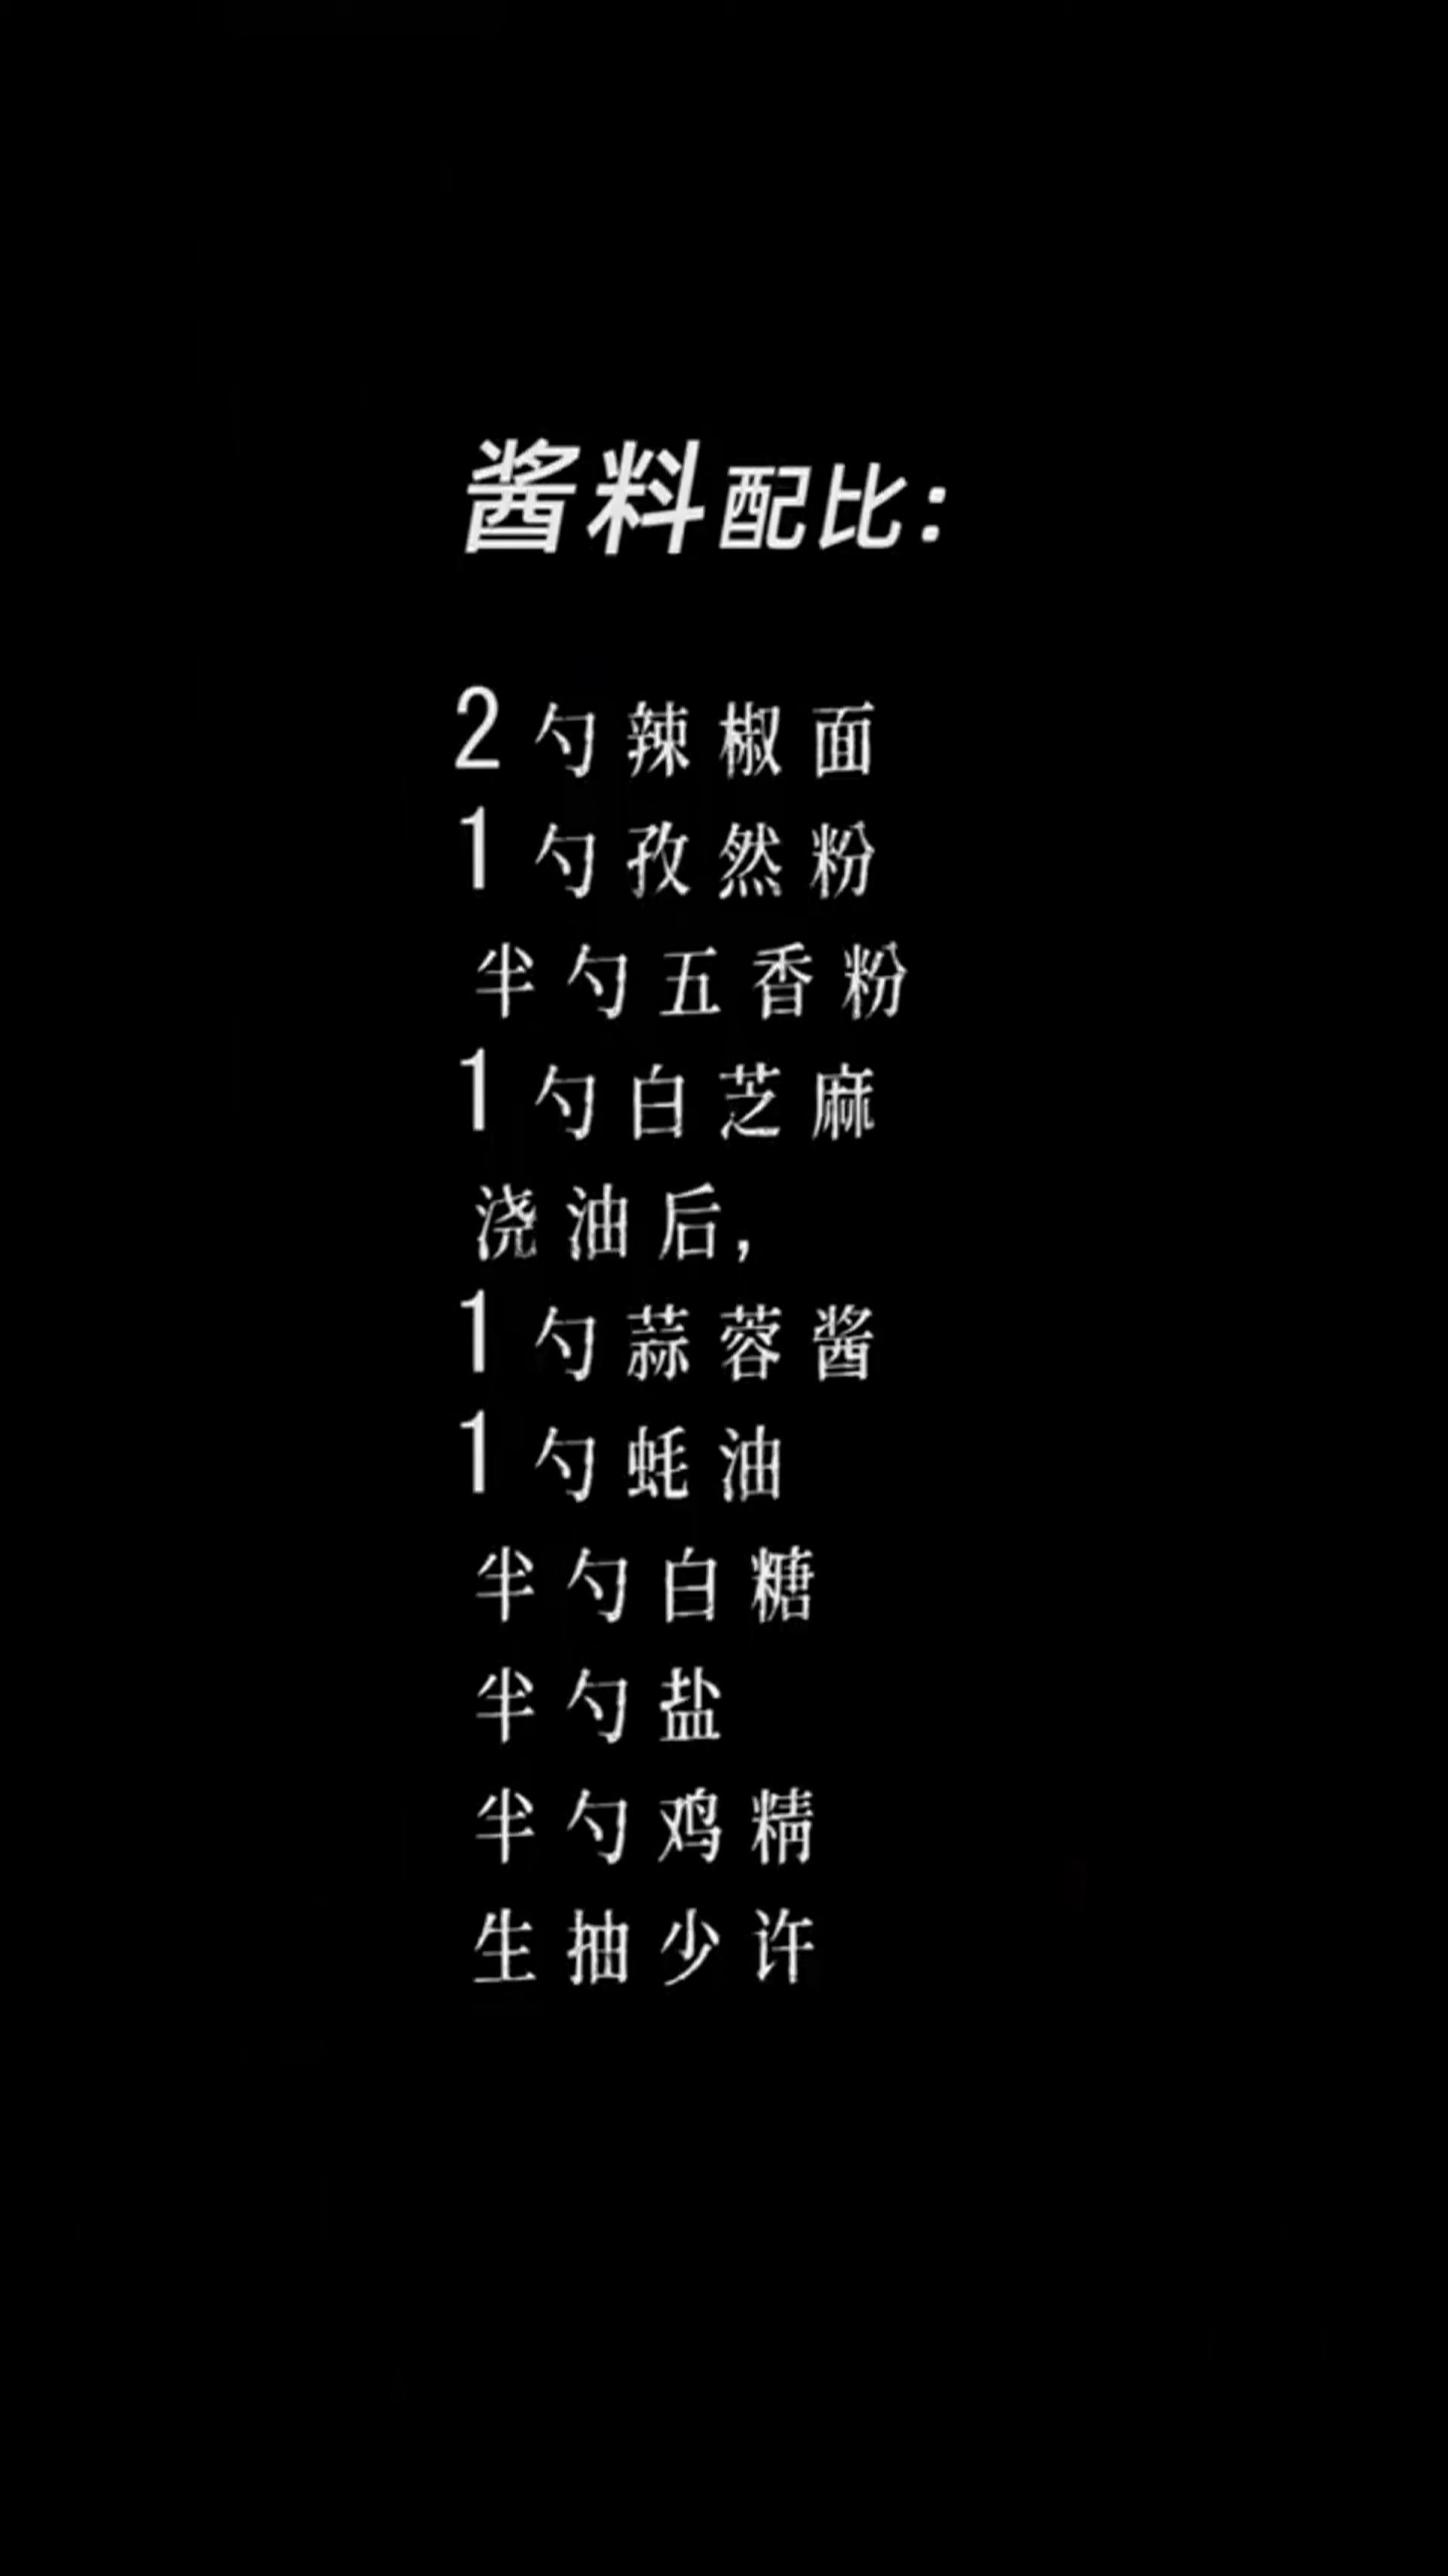 酱料配比：
2勺辣椒面
1勺孜然粉
半勺五香粉
1勺白芝麻
浇油后，
1勺蒜蓉酱
1勺蚝油
半勺白糖
半勺盐
半勺鸡精
生抽少许